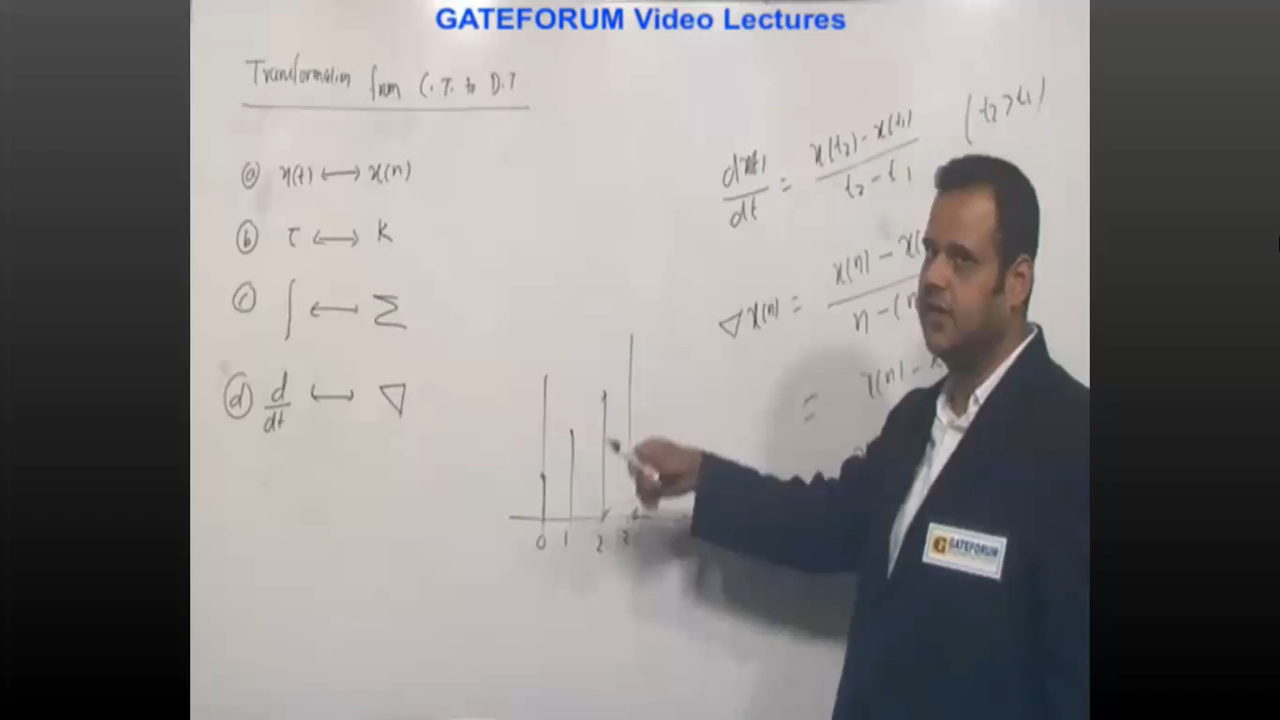 GATEFORUM Video Lectures
Transformation from C.T. to D.T
(a) x(t) ⟷ x(n)
(b) τ ⟷ k
(c) ∫ ⟷ Σ
(d) d/dt ⟷ ▽
dx(t)/dt = x(t2) - x(t1) / t2 - t1 (t2 > t1)
▽x(n) = x(n) - x( / n - (n
= x(n) - x
0 1 2 3
GATEFORUM